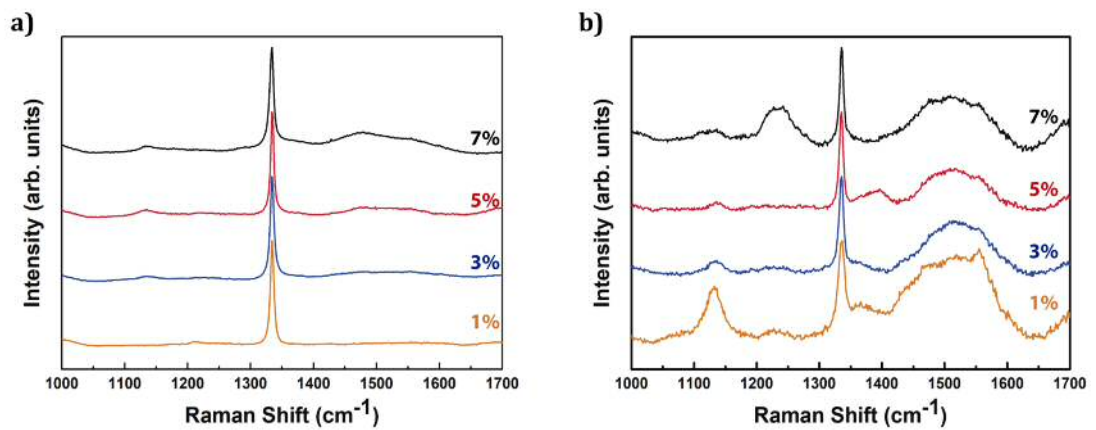 a)
Intensity (arb. units)
7%
5%
3%
1%
1000 1100 1200 1300 1400 1500 1600 1700
Raman Shift (cm-1)
b)
Intensity (arb. units)
7%
5%
3%
1%
1000 1100 1200 1300 1400 1500 1600 1700
Raman Shift (cm-1)